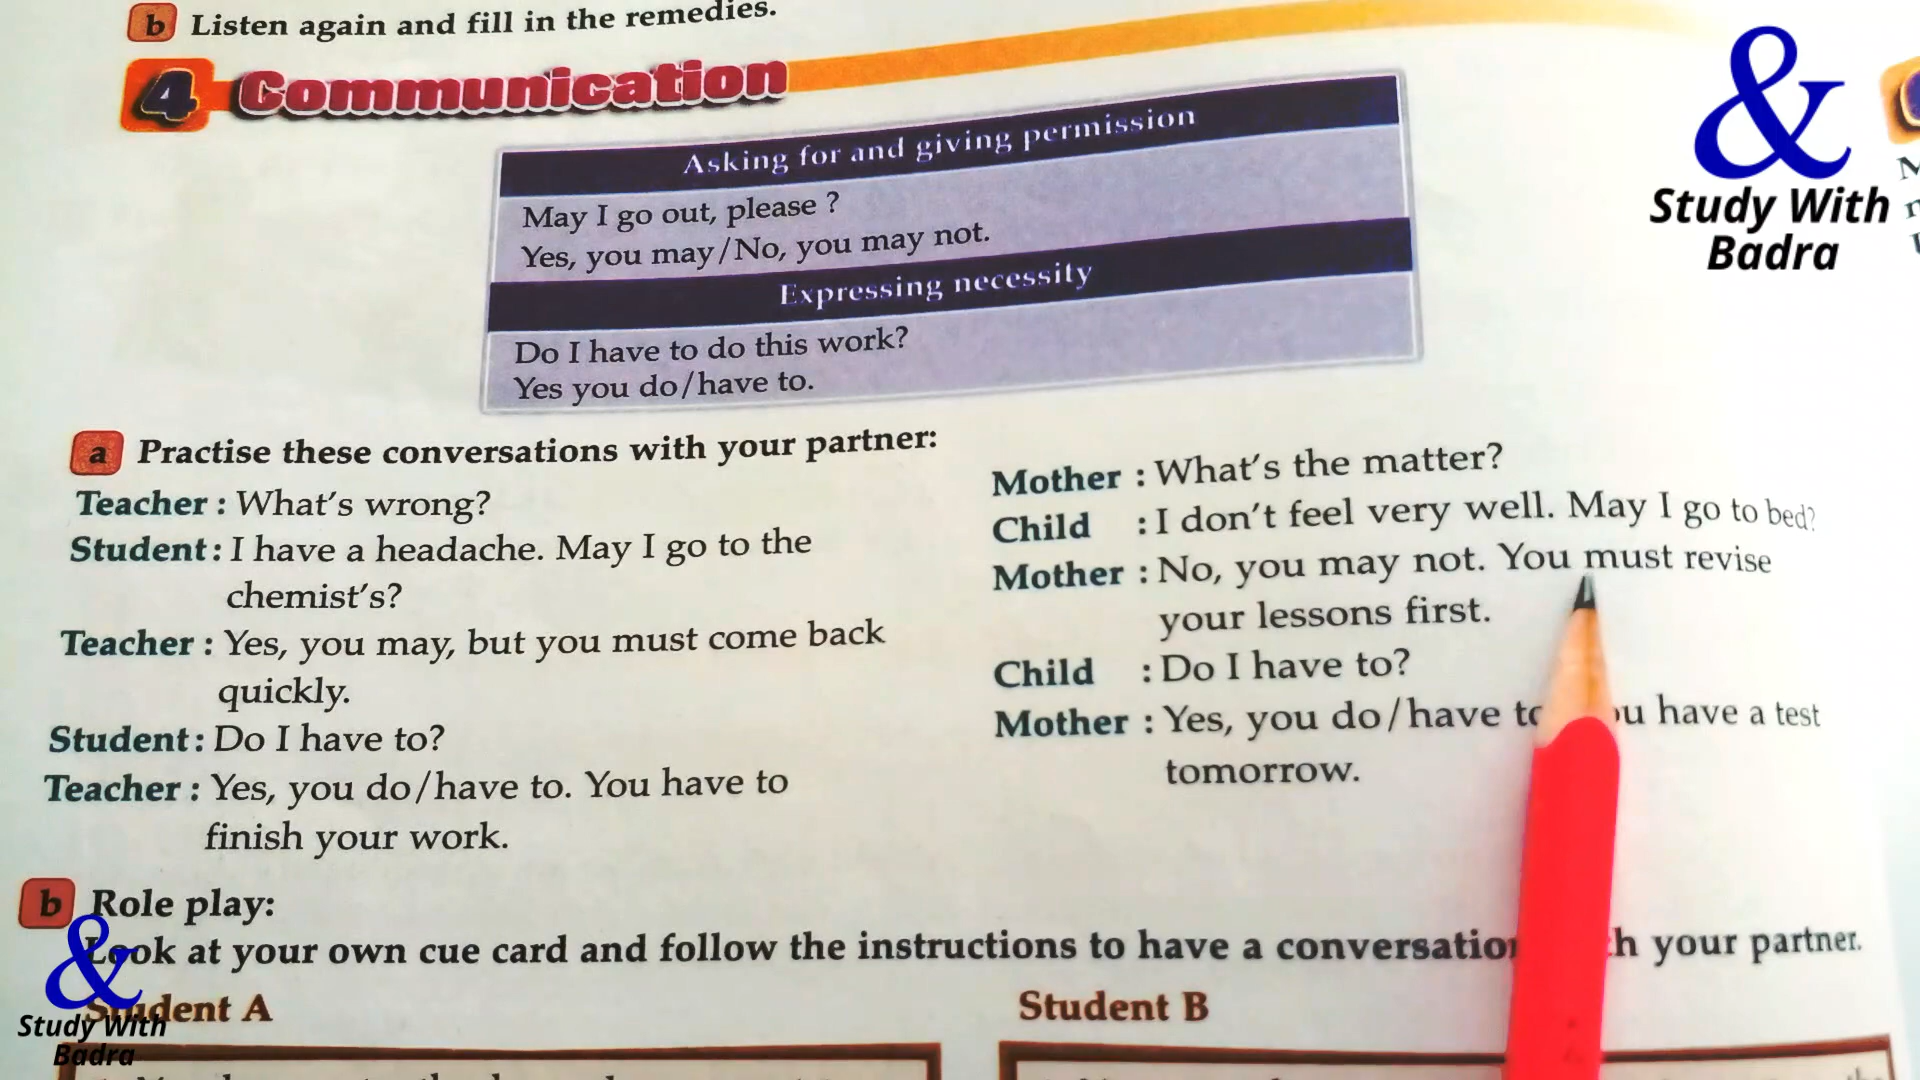 b Listen again and fill in the remedies.
4 Communication
Asking for and giving permission
May I go out, please ?
Yes, you may/No, you may not.
Expressing necessity
Do I have to do this work?
Yes you do/have to.
a Practise these conversations with your partner:
Teacher : What's wrong?
Student : I have a headache. May I go to the
chemist's?
Teacher : Yes, you may, but you must come back
quickly.
Student : Do I have to?
Teacher : Yes, you do/have to. You have to
finish your work.
Mother : What's the matter?
Child : I don't feel very well. May I go to bed?
Mother : No, you may not. You must revise
your lessons first.
Child : Do I have to?
Mother : Yes, you do/have have a test
tomorrow.
b Role play:
Look at your own cue card and follow the instructions to have a your partner.
Student A
Student B
&
Study With
Badra
&
Study With
Badra